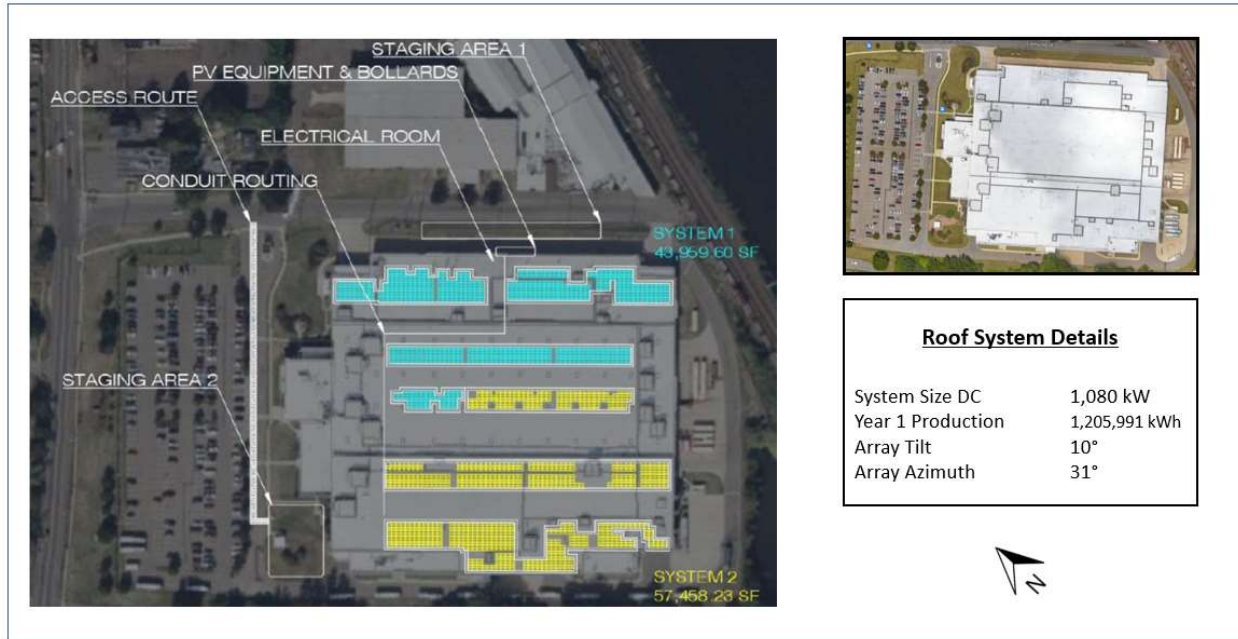 STAGING AREA 1
PV EQUIPMENT & BOLLARDS
ACCESS ROUTE
ELECTRICAL ROOM
CONDUIT ROUTING
SYSTEM 1
43,959.60 SF
STAGING AREA 2
SYSTEM 2
57,458.23 SF
Roof System Details
System Size DC 1,080 kW
Year 1 Production 1,205,991 kWh
Array Tilt 10°
Array Azimuth 31°
N